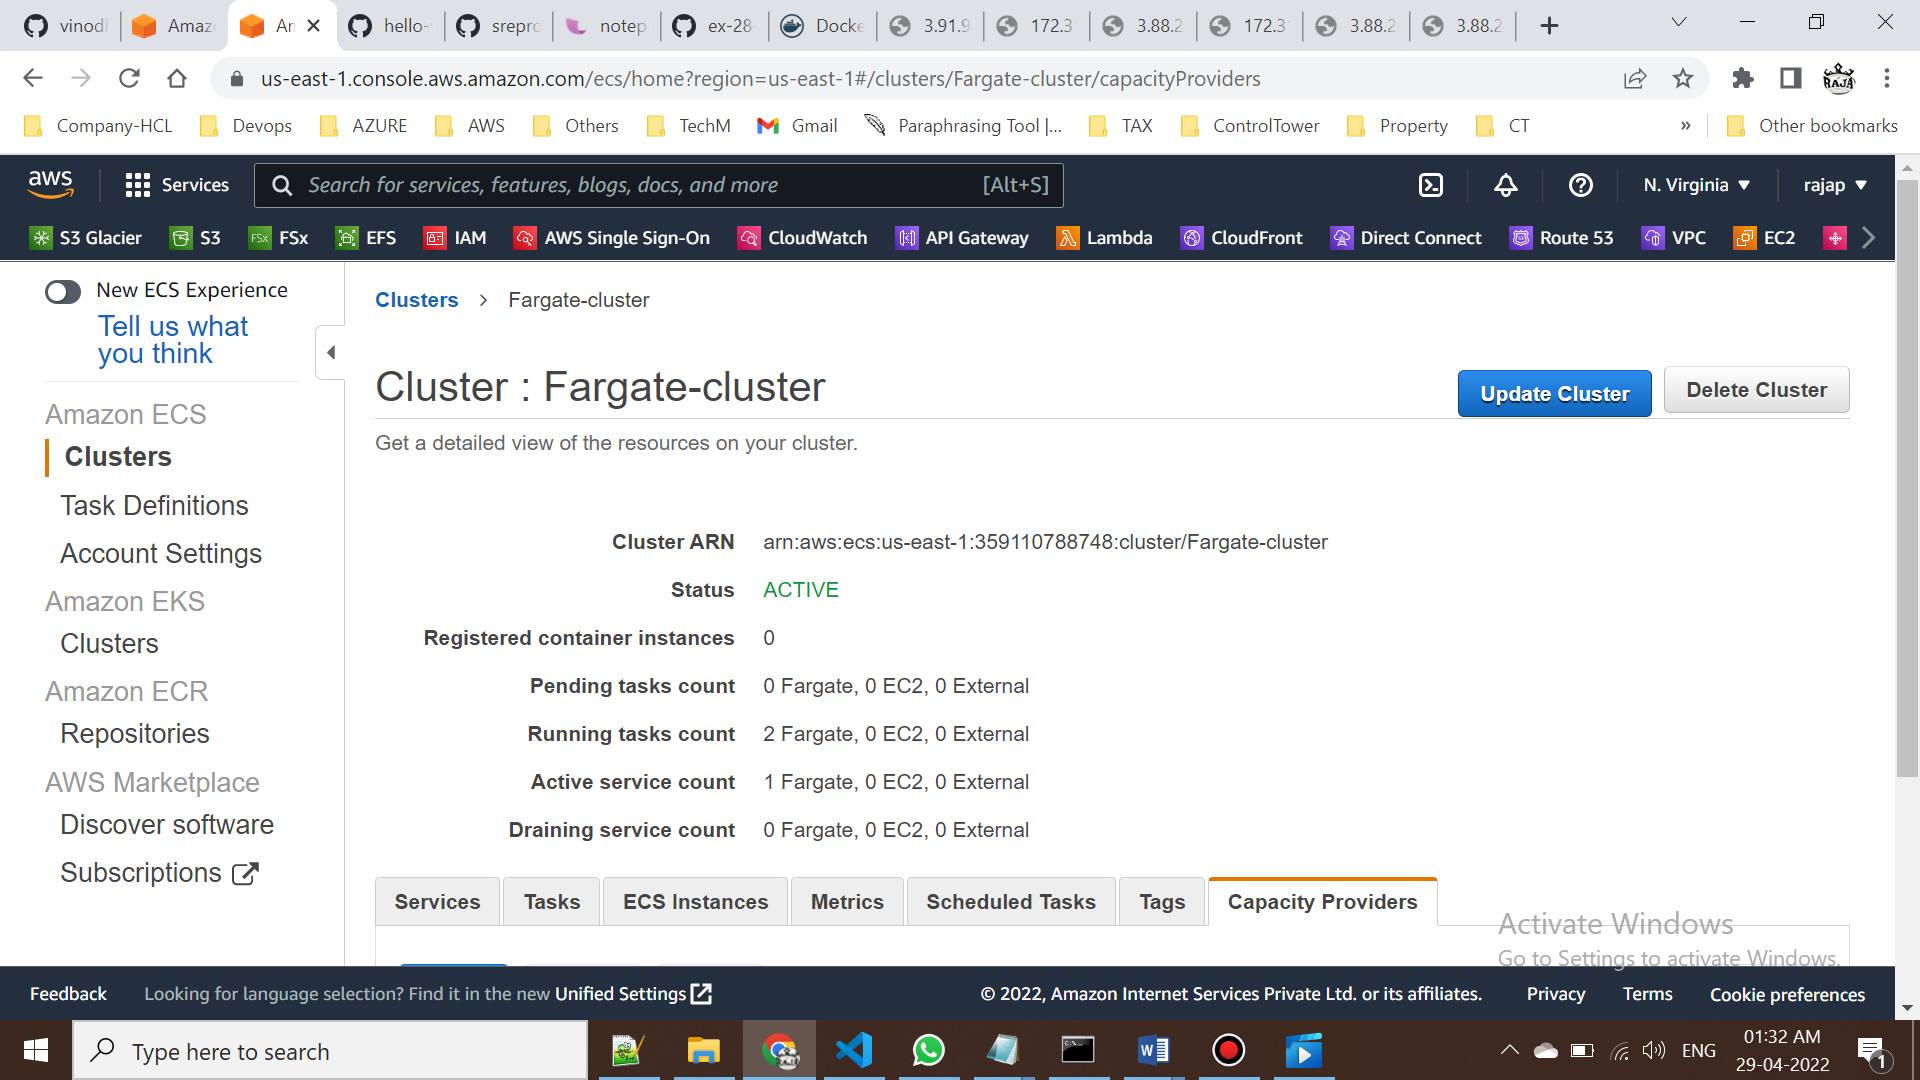 vinodh
Amaz
An
hello-
srepro
notep
ex-28
Docke
3.91.9
172.3
3.88.2
172.3
3.88.2
3.88.2
us-east-1.console.aws.amazon.com/ecs/home?region=us-east-1#/clusters/Fargate-cluster/capacityProviders
RAJA
Company-HCL
Devops
AZURE
AWS
Others
TechM
Gmail
Paraphrasing Tool |...
TAX
ControlTower
Property
CT
»
Other bookmarks
aws
Services
Search for services, features, blogs, docs, and more
[Alt+S]
N. Virginia
rajap
S3 Glacier
S3
FSx
FSx
EFS
IAM
AWS Single Sign-On
CloudWatch
API Gateway
Lambda
CloudFront
Direct Connect
Route 53
VPC
EC2
New ECS Experience
Tell us what
you think
Amazon ECS
Clusters
Task Definitions
Account Settings
Amazon EKS
Clusters
Amazon ECR
Repositories
AWS Marketplace
Discover software
Subscriptions
Clusters > Fargate-cluster
Cluster : Fargate-cluster
Update Cluster
Delete Cluster
Get a detailed view of the resources on your cluster.
Cluster ARN arn:aws:ecs:us-east-1:359110788748:cluster/Fargate-cluster
Status ACTIVE
Registered container instances 0
Pending tasks count 0 Fargate, 0 EC2, 0 External
Running tasks count 2 Fargate, 0 EC2, 0 External
Active service count 1 Fargate, 0 EC2, 0 External
Draining service count 0 Fargate, 0 EC2, 0 External
Services
Tasks
ECS Instances
Metrics
Scheduled Tasks
Tags
Capacity Providers
Activate Windows
Go to Settings to activate Windows.
Feedback
Looking for language selection? Find it in the new Unified Settings
© 2022, Amazon Internet Services Private Ltd. or its affiliates.
Privacy
Terms
Cookie preferences
Type here to search
ENG
01:32 AM
29-04-2022
1